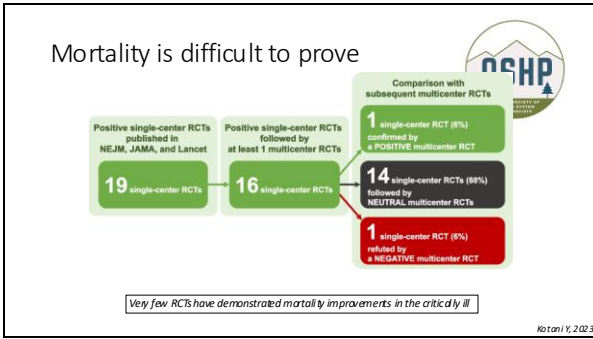 Mortality is difficult to prove
OSHP
Comparison with
subsequent multicenter RCTs
Positive single-center RCTs
published in
NEJM, JAMA, and Lancet
19 single-center RCTs
Positive single-center RCTs
followed by
at least 1 multicenter RCTs
16 single-center RCTs
1 single-center RCT (6%)
confirmed by
a POSITIVE multicenter RCT
14 single-center RCTs (88%)
followed by
NEUTRAL multicenter RCTs
1 single-center RCT (6%)
refuted by
a NEGATIVE multicenter RCT
Very few RCTs have demonstrated mortality improvements in the critically ill
Kotani Y, 2023